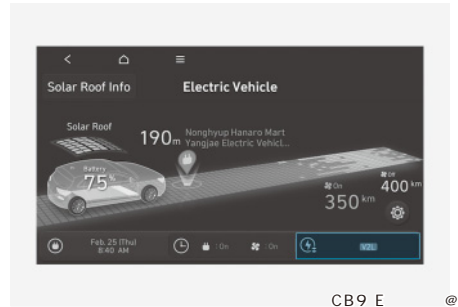 Solar Roof Info
Electric Vehicle
Solar Roof
190m
Nonghyup Hanaro Mart
Yangjae Electric Vehicl...
Battery
75%
On
350 km
Off
400 km
Feb. 25 (Thu)
8:40 AM
: On
: On
V2L
CB9 E @